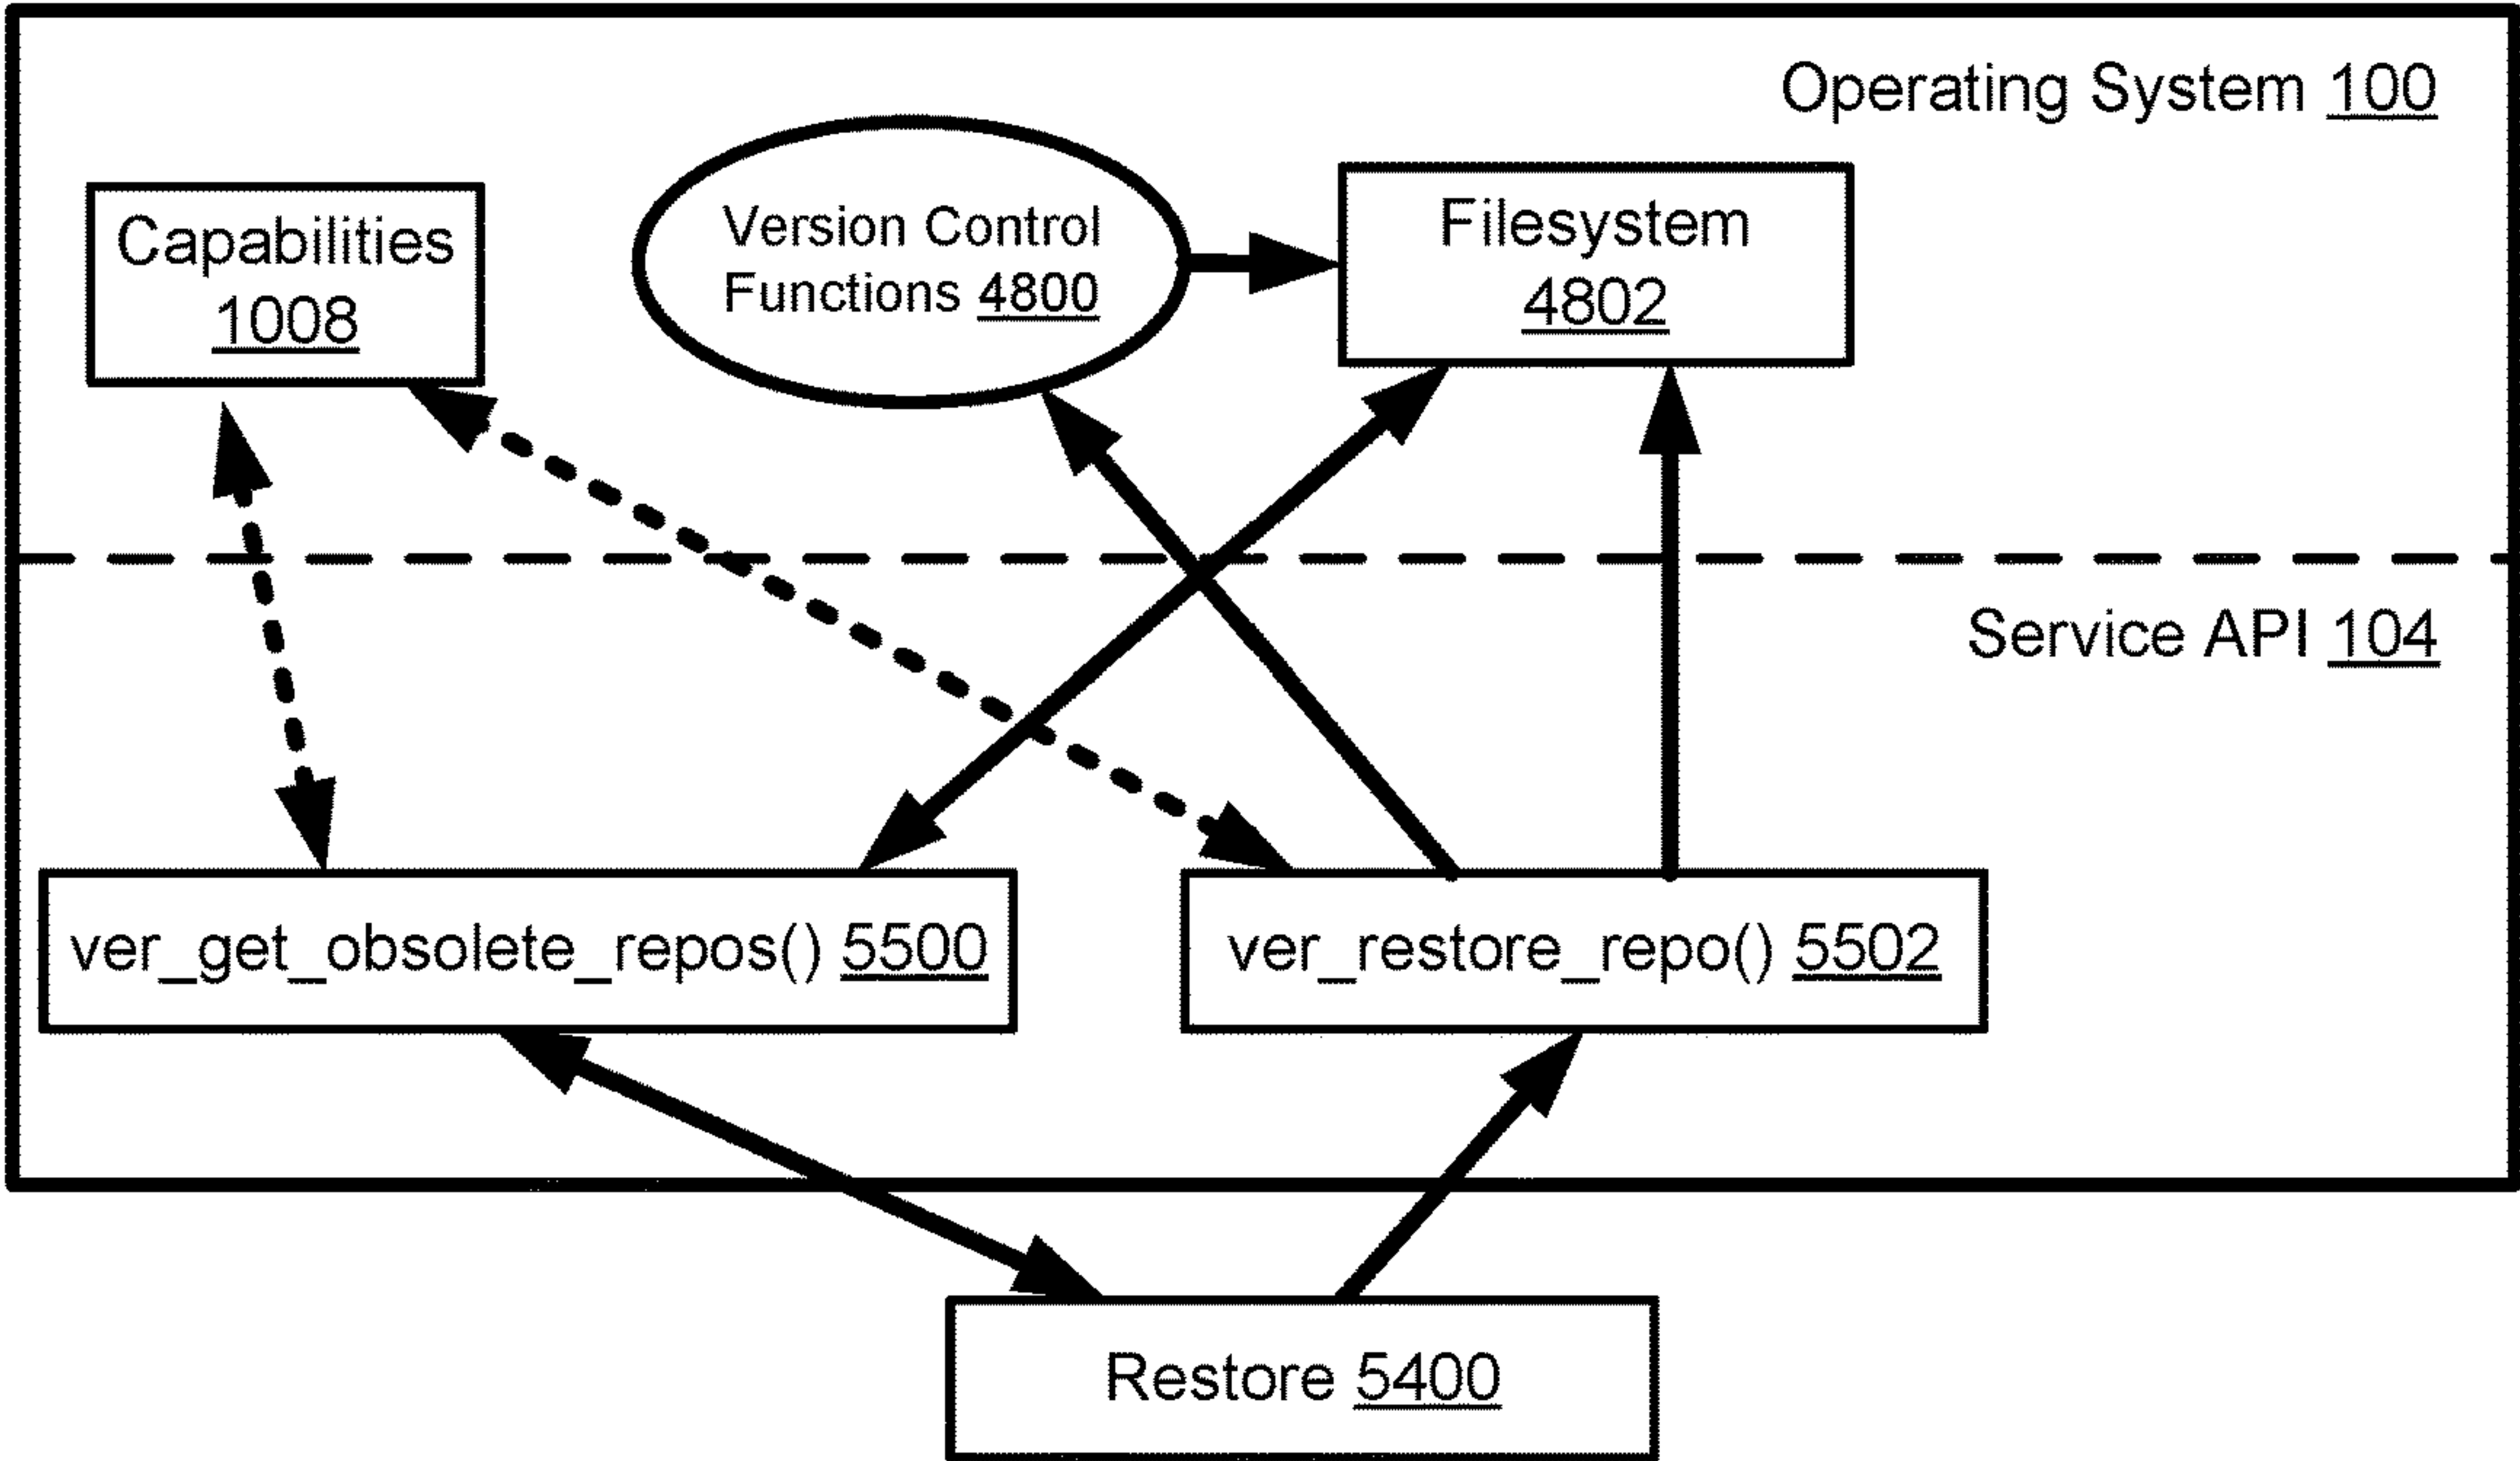 Operating System 100
Capabilities
1008
Version Control
Functions 4800
Filesystem
4802
Service API 104
ver_get_obsolete_repos() 5500
ver_restore_repo() 5502
Restore 5400